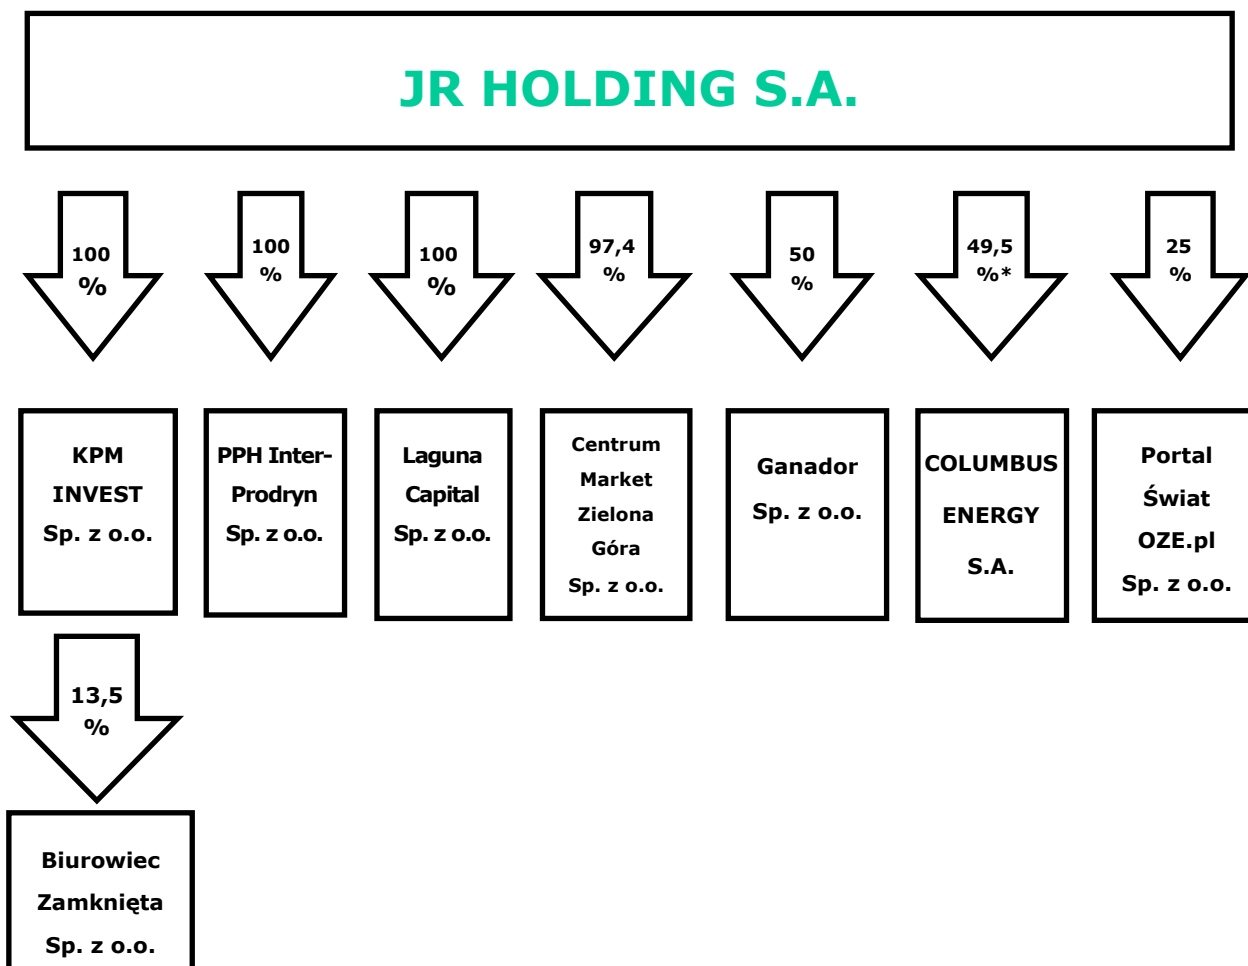 JR HOLDING S.A.
100
%
100
%
100
%
97,4
%
50
%
49,5
%*
25
%
KPM
INVEST
Sp. z o.o.
PPH Inter-
Prodryn
Sp. z o.o.
Laguna
Capital
Sp. z o.o.
Centrum
Market
Zielona
Góra
Sp. z o.o.
Ganador
Sp. z o.o.
COLUMBUS
ENERGY
S.A.
Portal
Świat
OZE.pl
Sp. z o.o.
13,5
%
Biurowiec
Zamknięta
Sp. z o.o.